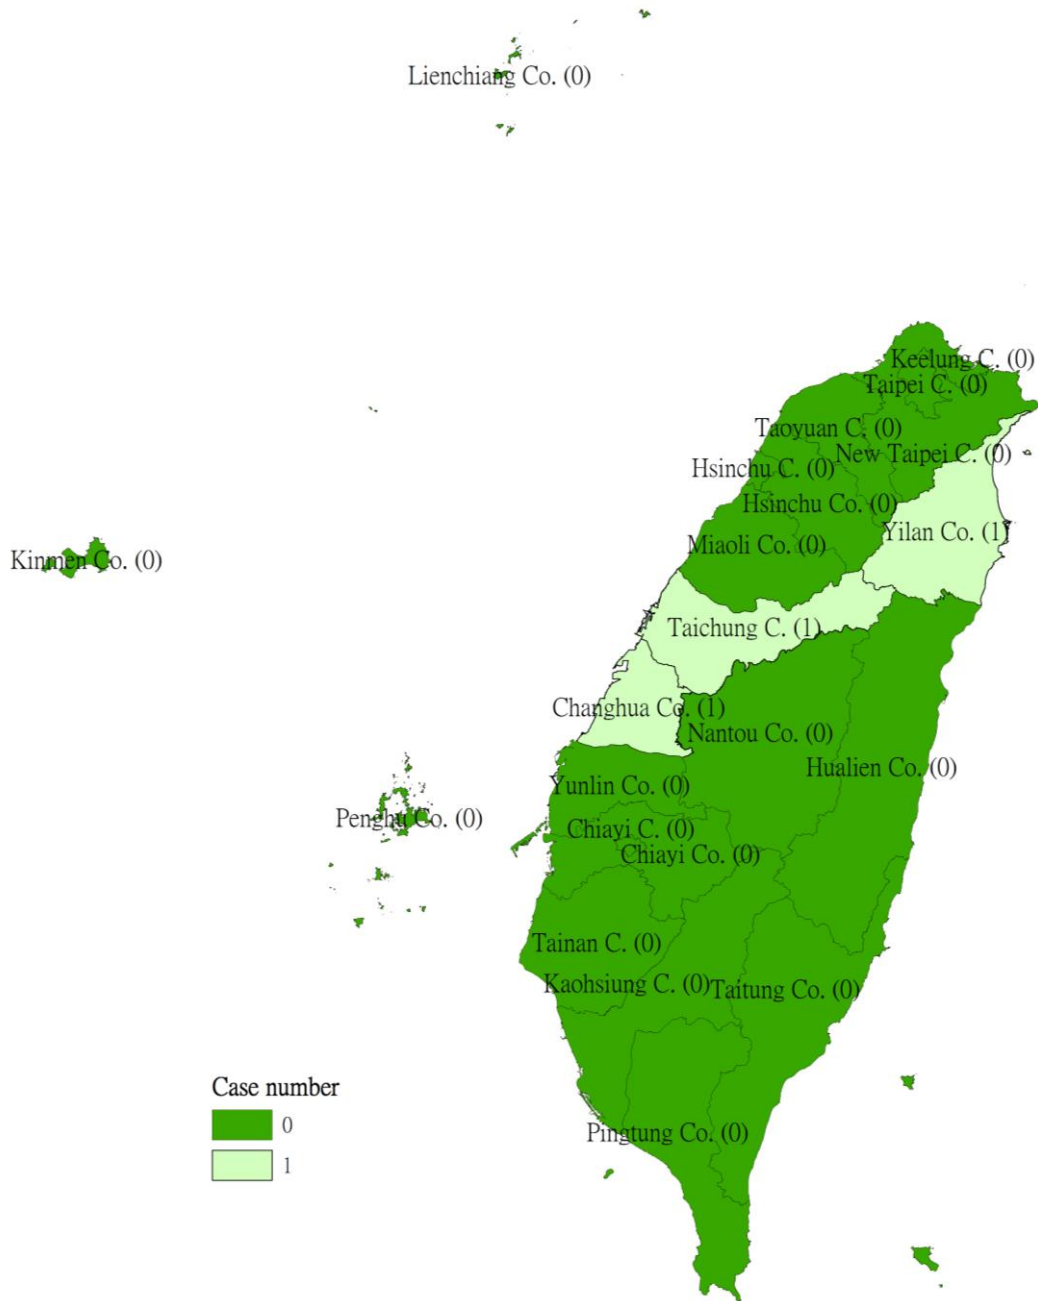 Lienchiang Co. (0)
Keelung C. (0)
Taipei C. (0)
Taoyuan C. (0)
New Taipei C. (0)
Hsinchu C. (0)
Hsinchu Co. (0)
Yilan Co. (1)
Miaoli Co. (0)
Kinmen Co. (0)
Taichung C. (1)
Changhua Co. (1)
Nantou Co. (0)
Hualien Co. (0)
Yunlin Co. (0)
Penghu Co. (0)
Chiayi C. (0)
Chiayi Co. (0)
Tainan C. (0)
Kaohsiung C. (0)
Taitung Co. (0)
Pingtung Co. (0)
Case number
0
1